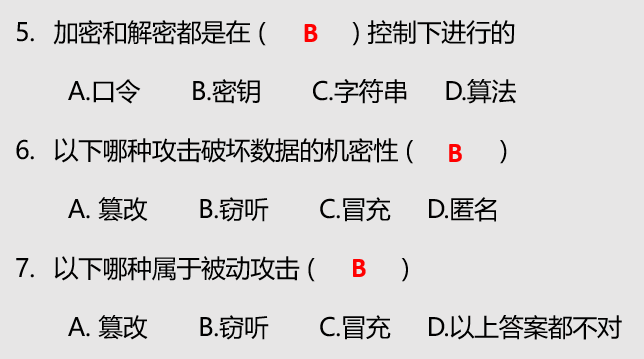 5. 加密和解密都是在 ( B ) 控制下进行的
A.口令 B.密钥 C.字符串 D.算法
6. 以下哪种攻击破坏数据的机密性 ( B )
A. 篡改 B.窃听 C.冒充 D.匿名
7. 以下哪种属于被动攻击 ( B )
A. 篡改 B.窃听 C.冒充 D.以上答案都不对